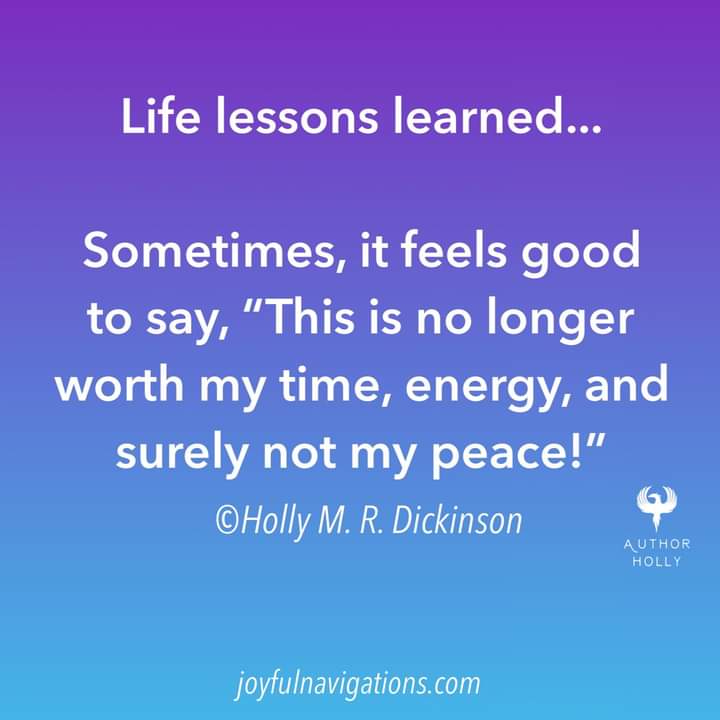 Life lessons learned...
Sometimes, it feels good
to say, “This is no longer
worth my time, energy, and
surely not my peace!”
©Holly M. R. Dickinson
AUTHOR
HOLLY
joyfulnavigations.com